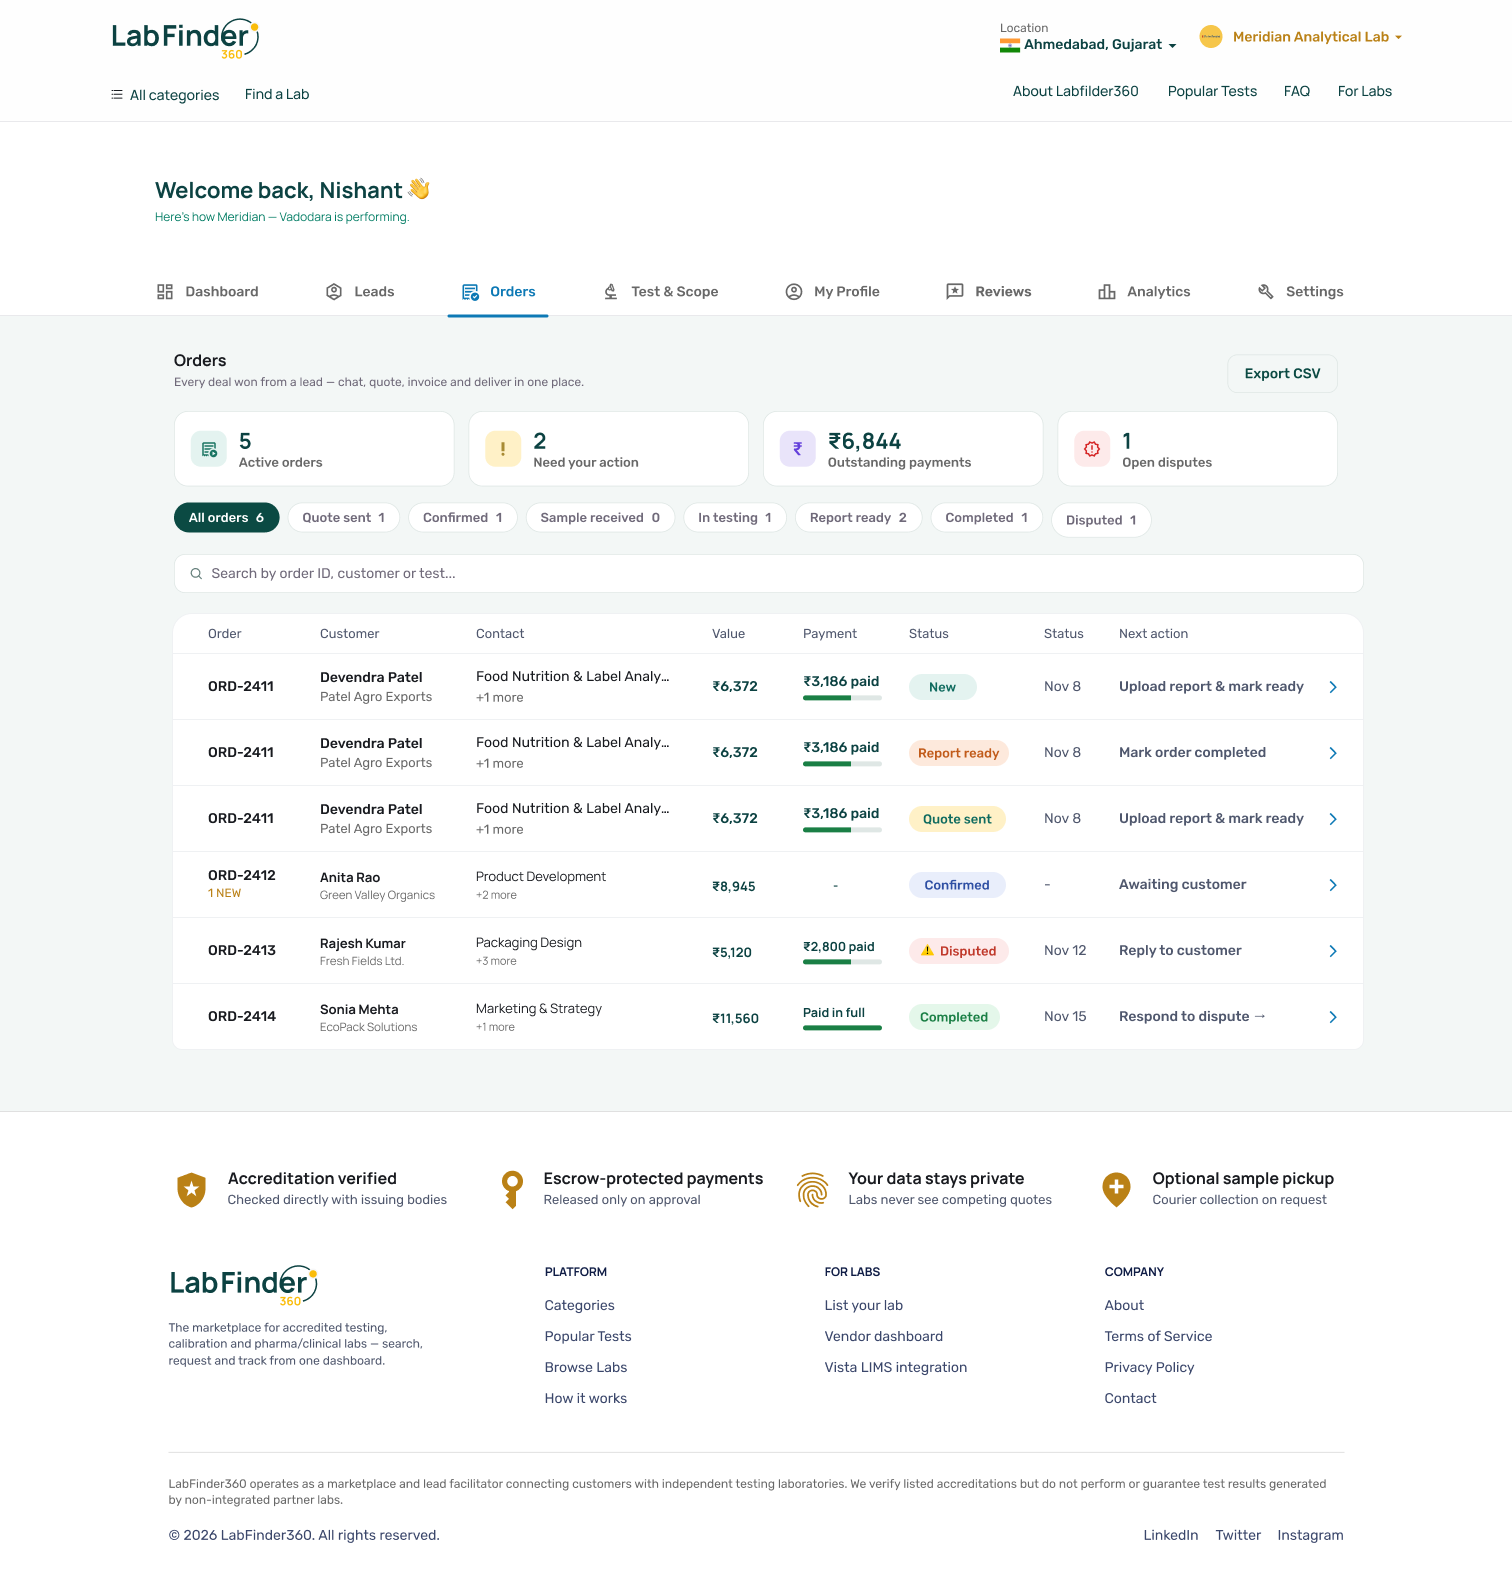 LabFinder
360
Location
Ahmedabad, Gujarat
Meridian Analytical Lab
All categories
Find a Lab
About Labfilder360
Popular Tests
FAQ
For Labs
Welcome back, Nishant 👋
Here's how Meridian — Vadodara is performing.
Dashboard
Leads
Orders
Test & Scope
My Profile
Reviews
Analytics
Settings
Orders
Every deal won from a lead — chat, quote, invoice and deliver in one place.
Export CSV
5
Active orders
2
Need your action
₹6,844
Outstanding payments
1
Open disputes
All orders 6
Quote sent 1
Confirmed 1
Sample received 0
In testing 1
Report ready 2
Completed 1
Disputed 1
Search by order ID, customer or test...
Order Customer Contact Value Payment Status Status Next action
ORD-2411
Devendra Patel
Patel Agro Exports
Food Nutrition & Label Analy...
+1 more
₹6,372
₹3,186 paid
New
Nov 8
Upload report & mark ready
ORD-2411
Devendra Patel
Patel Agro Exports
Food Nutrition & Label Analy...
+1 more
₹6,372
₹3,186 paid
Report ready
Nov 8
Mark order completed
ORD-2411
Devendra Patel
Patel Agro Exports
Food Nutrition & Label Analy...
+1 more
₹6,372
₹3,186 paid
Quote sent
Nov 8
Upload report & mark ready
ORD-2412
1 NEW
Anita Rao
Green Valley Organics
Product Development
+2 more
₹8,945
-
Confirmed
-
Awaiting customer
ORD-2413
Rajesh Kumar
Fresh Fields Ltd.
Packaging Design
+3 more
₹5,120
₹2,800 paid
Disputed
Nov 12
Reply to customer
ORD-2414
Sonia Mehta
EcoPack Solutions
Marketing & Strategy
+1 more
₹11,560
Paid in full
Completed
Nov 15
Respond to dispute →
Accreditation verified
Checked directly with issuing bodies
Escrow-protected payments
Released only on approval
Your data stays private
Labs never see competing quotes
Optional sample pickup
Courier collection on request
LabFinder
360
The marketplace for accredited testing,
calibration and pharma/clinical labs — search,
request and track from one dashboard.
PLATFORM
Categories
Popular Tests
Browse Labs
How it works
FOR LABS
List your lab
Vendor dashboard
Vista LIMS integration
COMPANY
About
Terms of Service
Privacy Policy
Contact
LabFinder360 operates as a marketplace and lead facilitator connecting customers with independent testing laboratories. We verify listed accreditations but do not perform or guarantee test results generated
by non-integrated partner labs.
© 2026 LabFinder360. All rights reserved.
LinkedIn
Twitter
Instagram